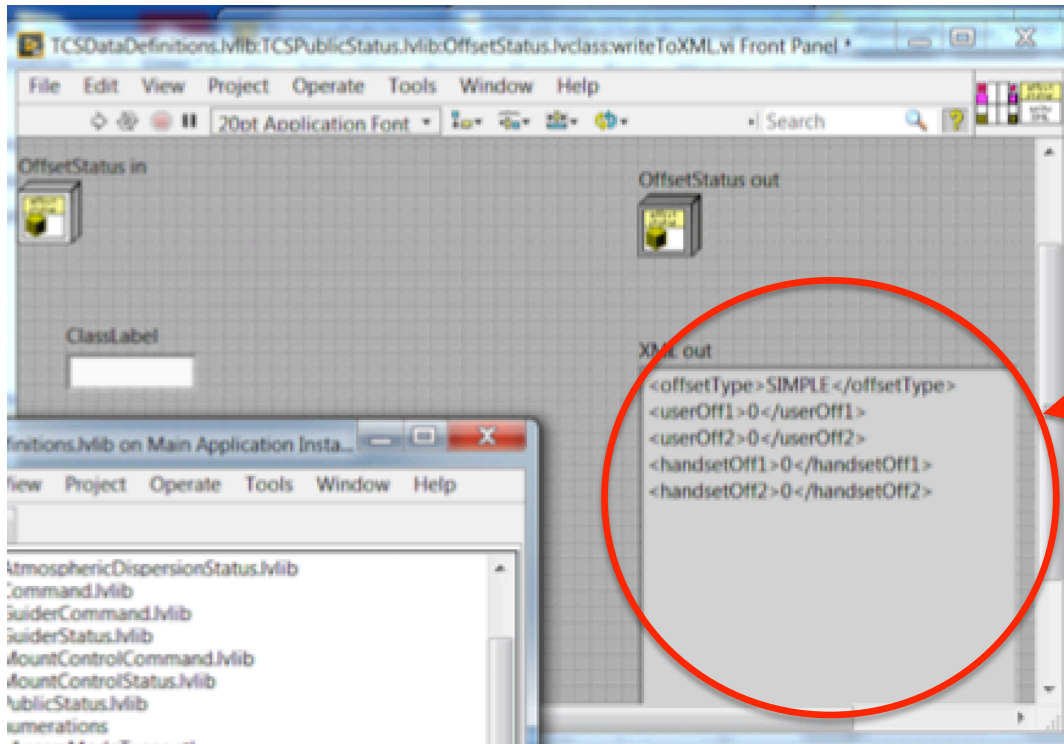 TCSDataDefinitions.lvlib:TCSPublicStatus.lvlib:OffsetStatus.lvclass:writeToXML.vi Front Panel *
File Edit View Project Operate Tools Window Help
20pt Application Font
Search
OffsetStatus in
OffsetStatus out
ClassLabel
XML out
<offsetType>SIMPLE</offsetType>
<userOff1>0</userOff1>
<userOff2>0</userOff2>
<handsetOff1>0</handsetOff1>
<handsetOff2>0</handsetOff2>
finitions.lvlib on Main Application Insta...
View Project Operate Tools Window Help
AtmosphericDispersionStatus.lvlib
Command.lvlib
GuiderCommand.lvlib
GuiderStatus.lvlib
MountControlCommand.lvlib
MountControlStatus.lvlib
PublicStatus.lvlib
umerations